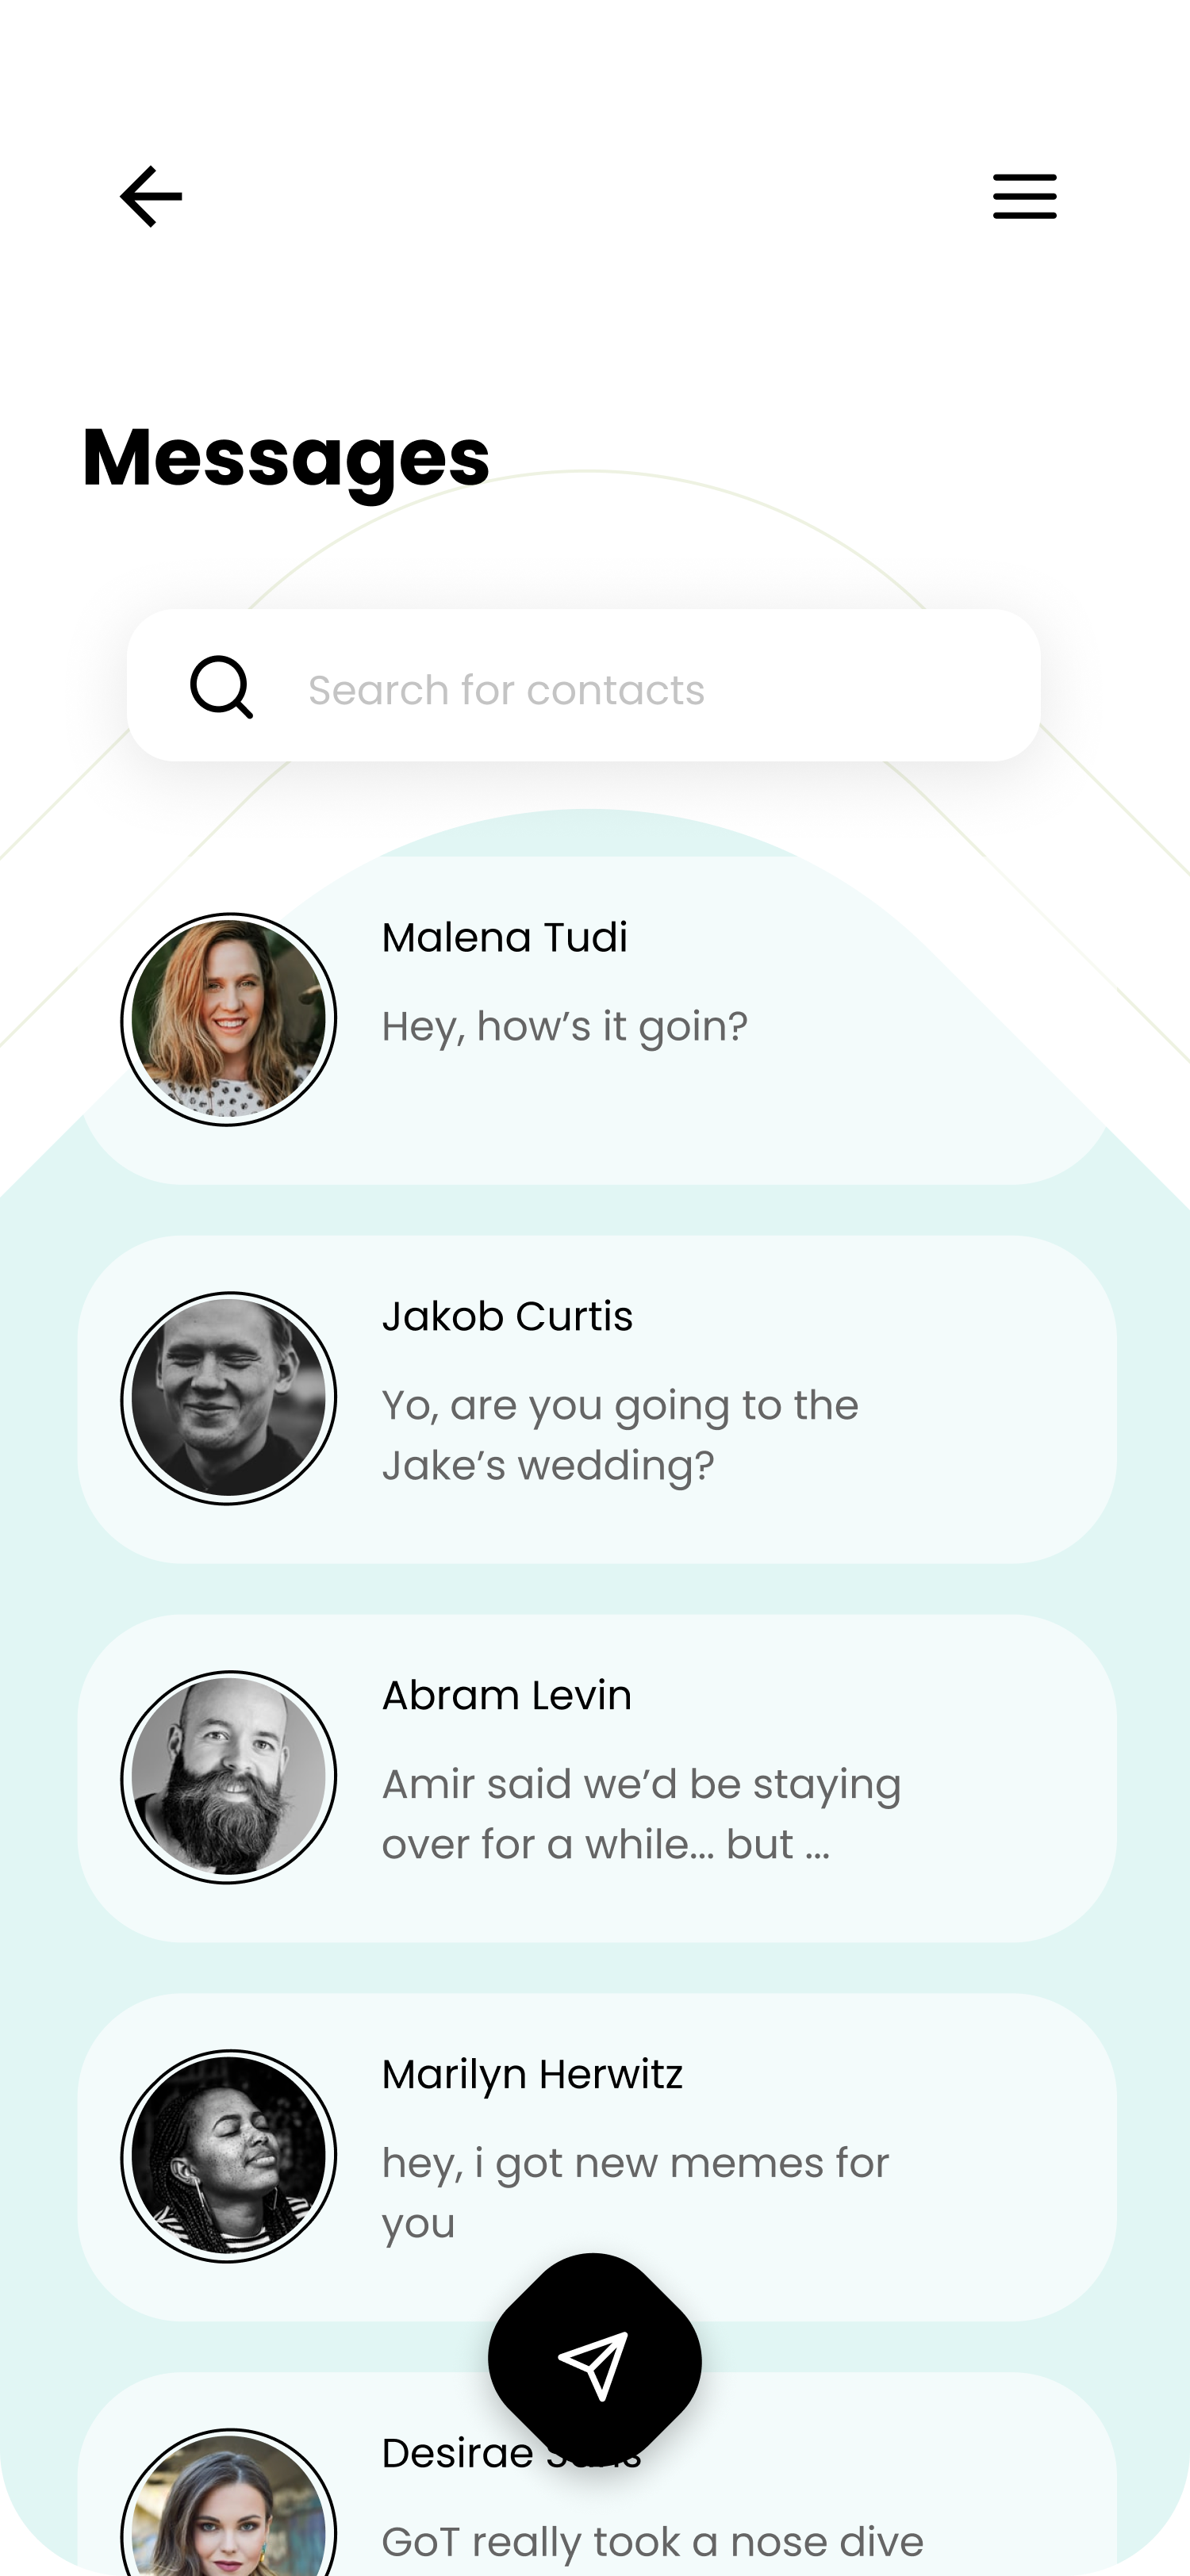 Messages
Search for contacts
Malena Tudi
Hey, how’s it goin?
Jakob Curtis
Yo, are you going to the
Jake’s wedding?
Abram Levin
Amir said we’d be staying
over for a while... but ...
Marilyn Herwitz
hey, i got new memes for
you
Desirae
GoT really took a nose dive